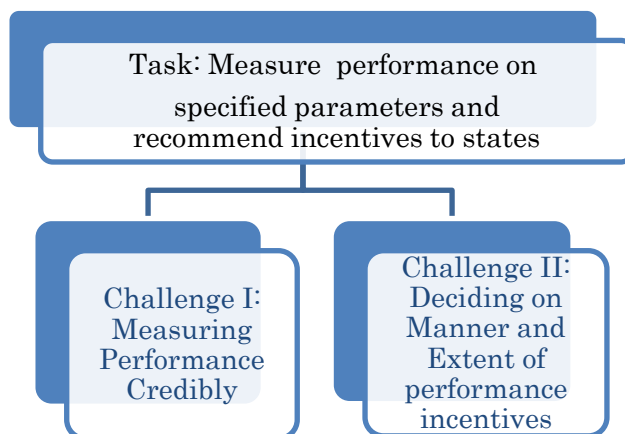 Task: Measure performance on
specified parameters and
recommend incentives to states
Challenge I:
Measuring
Performance
Credibly
Challenge II:
Deciding on
Manner and
Extent of
performance
incentives